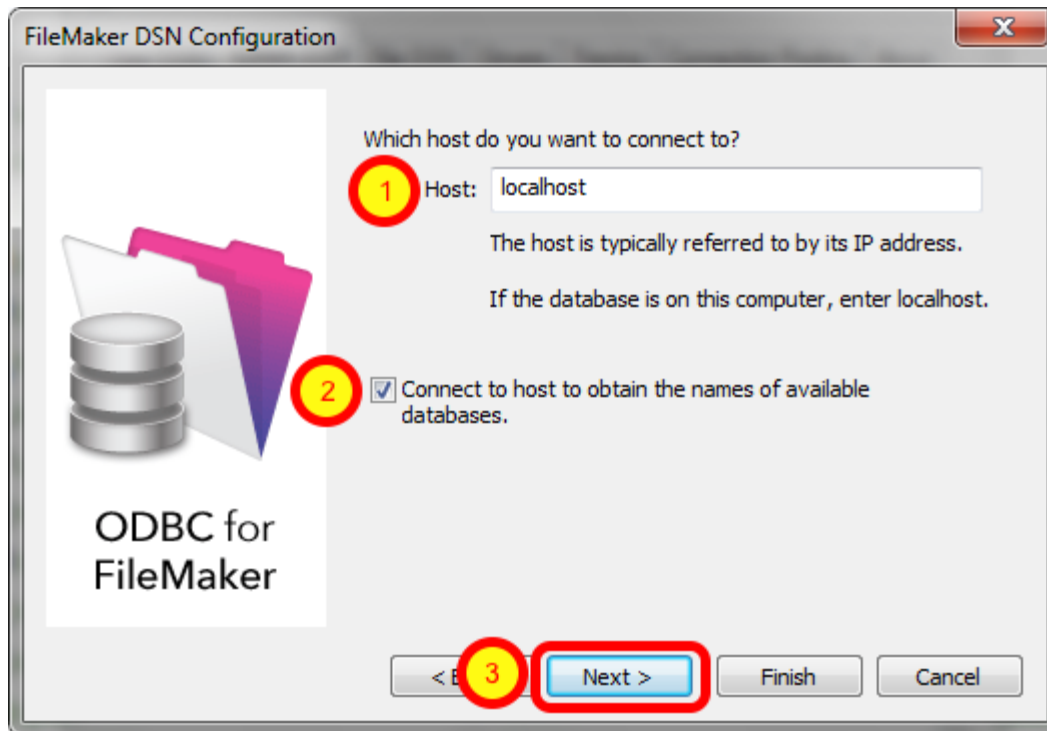 FileMaker DSN Configuration
Which host do you want to connect to?
1
Host:
localhost
The host is typically referred to by its IP address.
If the database is on this computer, enter localhost.
2
Connect to host to obtain the names of available
databases.
ODBC for
FileMaker
<
3
Next >
Finish
Cancel